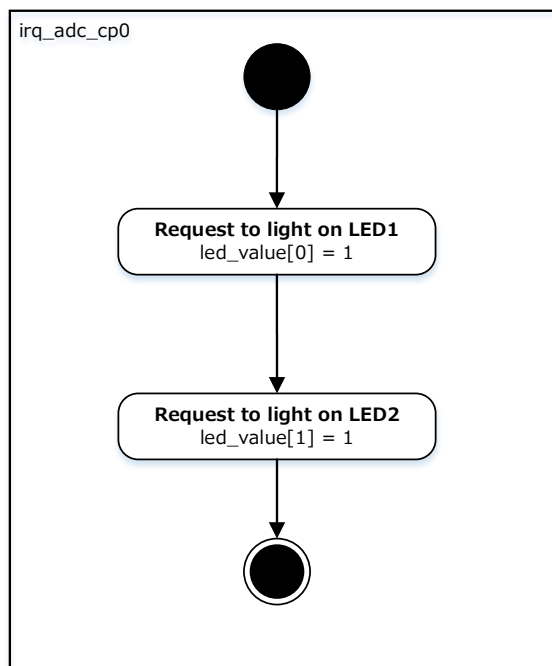 irq_adc_cp0
Request to light on LED1
led_value[0] = 1
Request to light on LED2
led_value[1] = 1